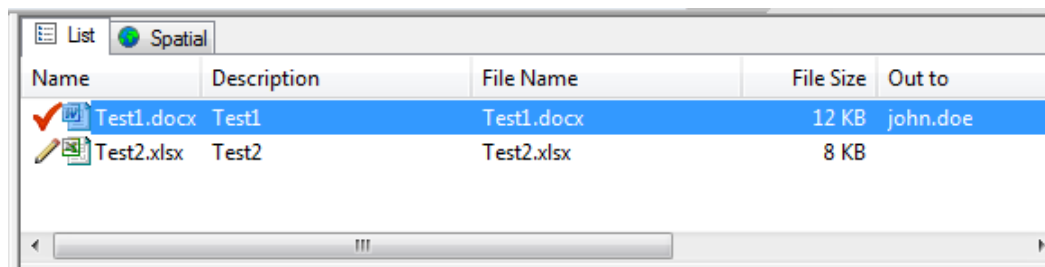 List Spatial
Name Description File Name File Size Out to
Test1.docx Test1 Test1.docx 12 KB john.doe
Test2.xlsx Test2 Test2.xlsx 8 KB